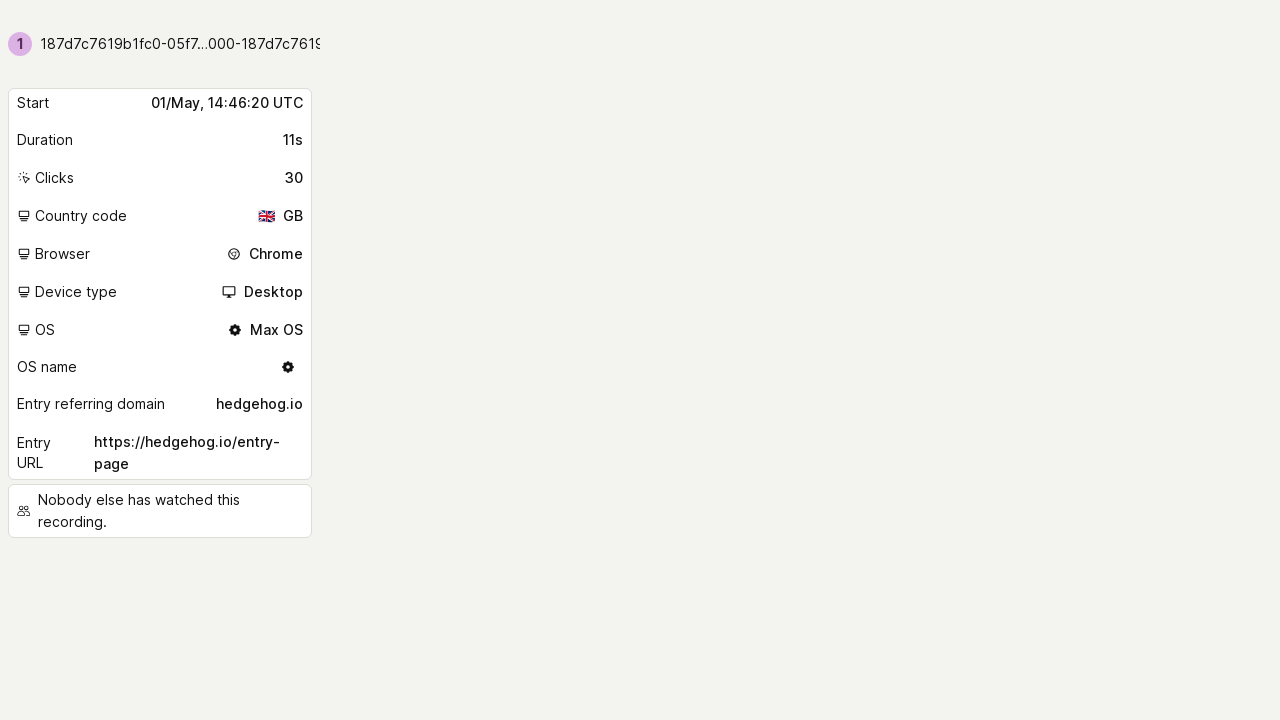 1 187d7c7619b1fc0-05f7...000-187d7c7619
Start 01/May, 14:46:20 UTC
Duration 11s
Clicks 30
Country code GB
Browser Chrome
Device type Desktop
OS Max OS
OS name
Entry referring domain hedgehog.io
Entry URL https://hedgehog.io/entry-page
Nobody else has watched this
recording.